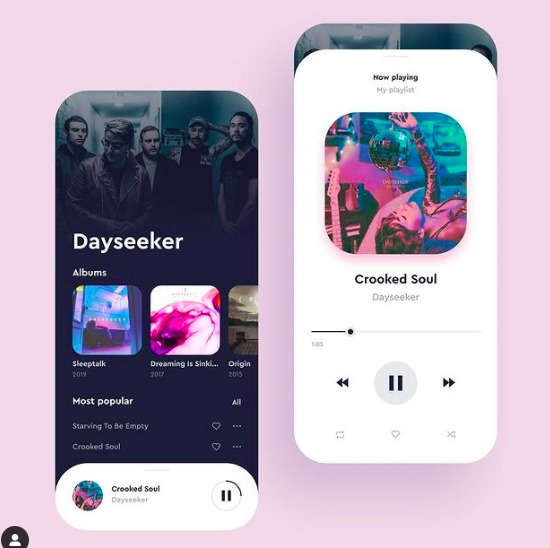 Dayseeker
Albums
Sleeptalk
2019
Dreaming Is Sinki...
2017
Origin
2015
Most popular
All
Starving To Be Empty
Crooked Soul
Crooked Soul
Dayseeker
Now playing
My playlist
DAYSEEKER
Crooked Soul
Dayseeker
1:05